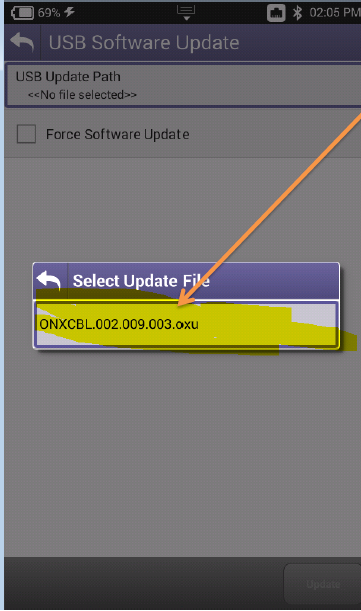 69% 02:05 PM
USB Software Update
USB Update Path
<<No file selected>>
Force Software Update
Select Update File
ONXCBL.002.009.003.oxu
Update